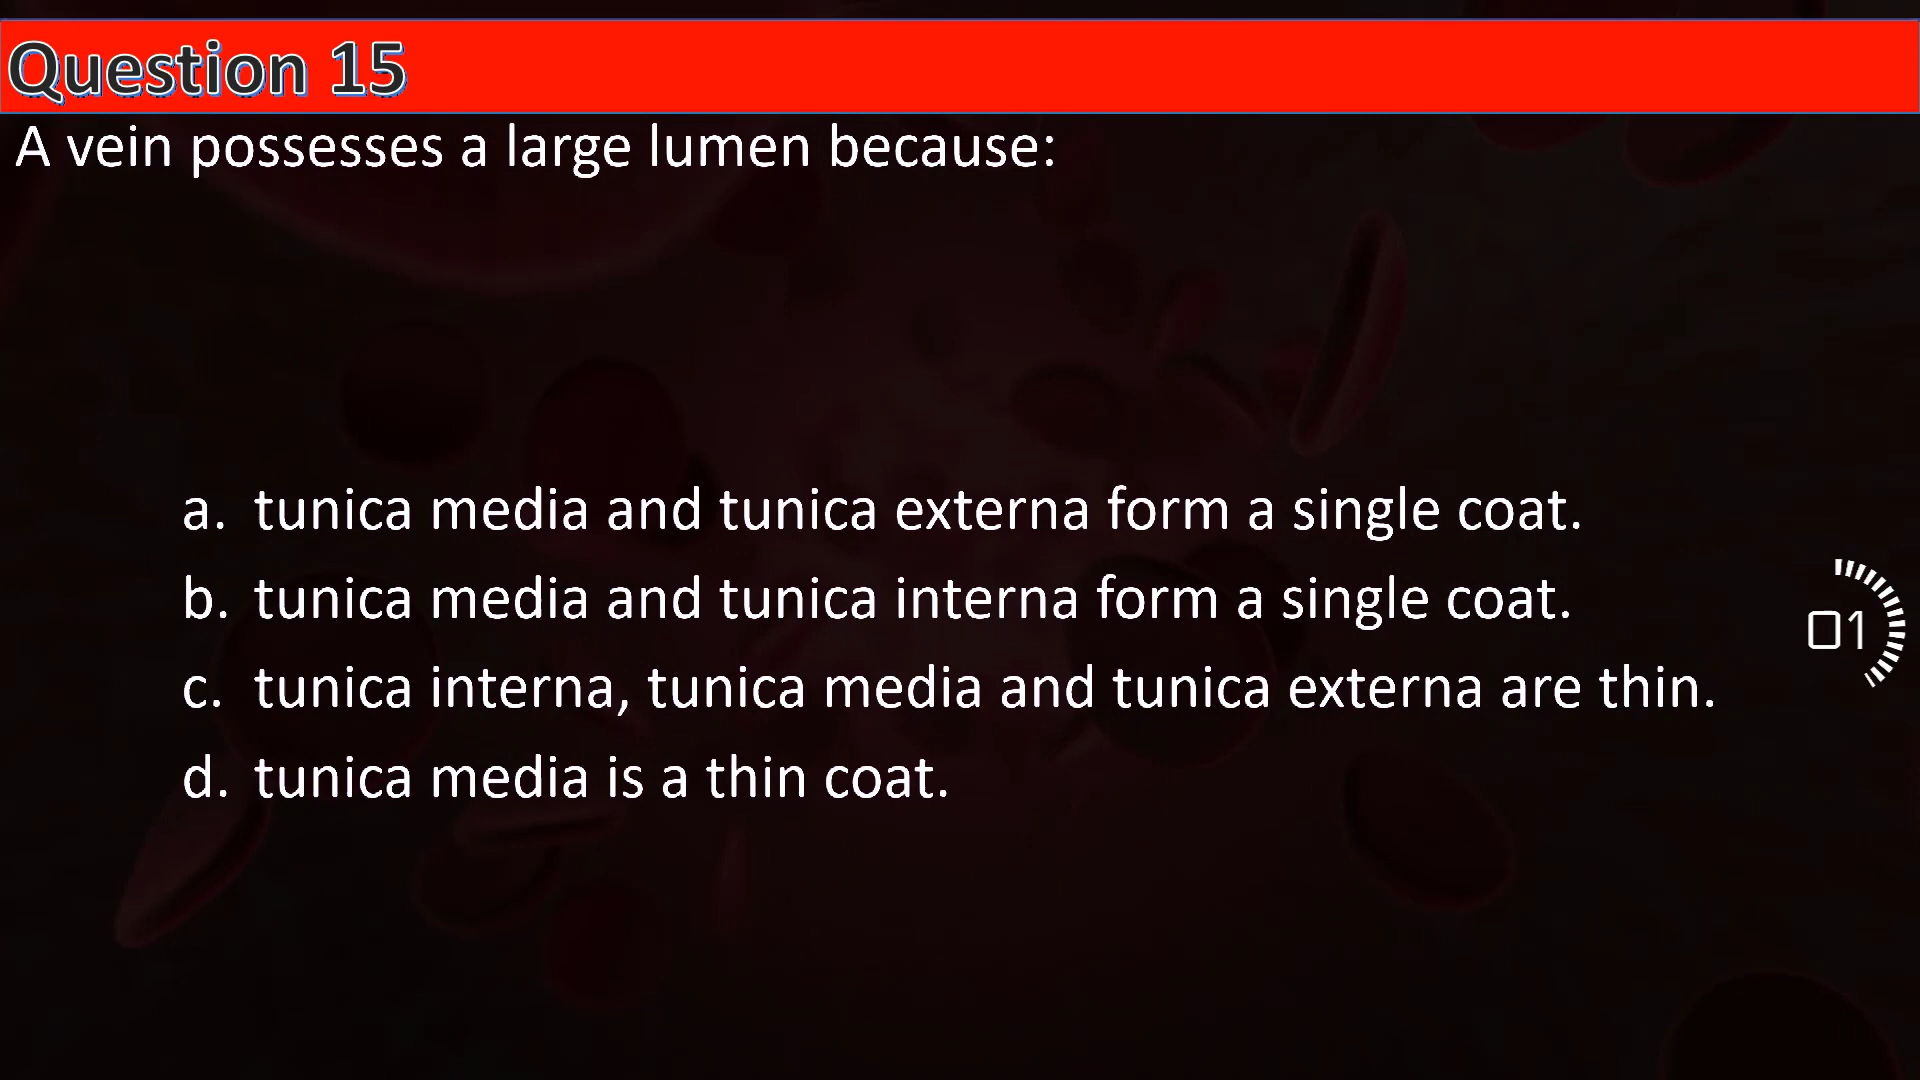 Question 15
A vein possesses a large lumen because:
a. tunica media and tunica externa form a single coat.
b. tunica media and tunica interna form a single coat.
c. tunica interna, tunica media and tunica externa are thin.
d. tunica media is a thin coat.
01